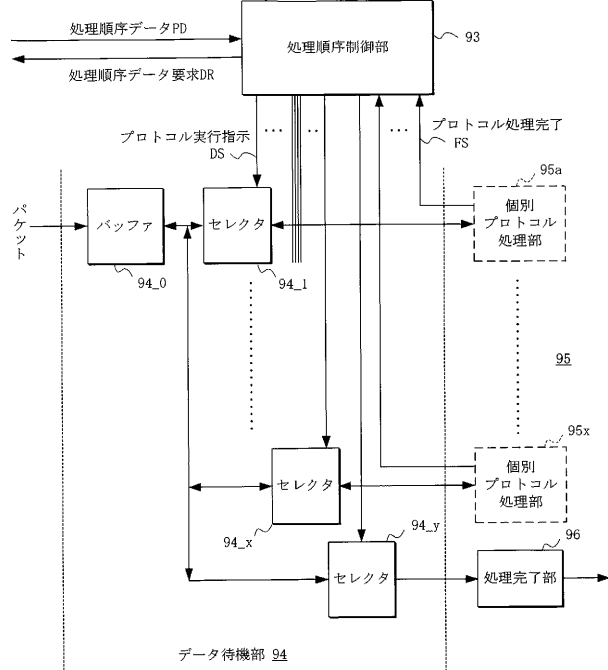 処理順序データPD
処理順序制御部
93
処理順序データ要求DR
プロトコル実行指示
DS
プロトコル処理完了
FS
パケット
バッファ
94_0
セレクタ
94_1
95a
個別
プロトコル
処理部
95
95x
個別
プロトコル
処理部
セレクタ
94_x
94_y
セレクタ
96
処理完了部
データ待機部 94